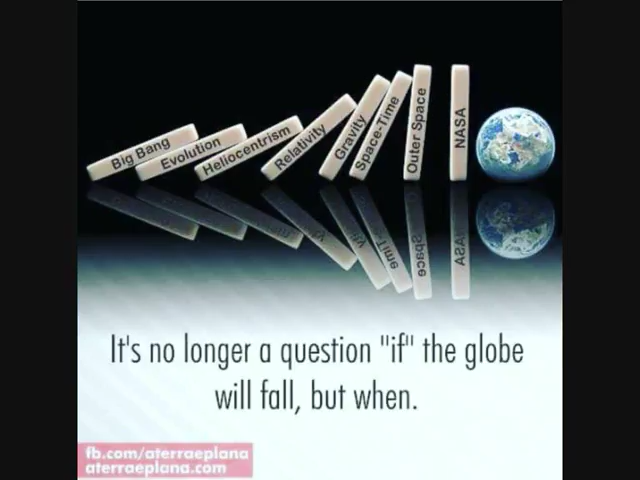 Big Bang
Evolution
Heliocentrism
Relativity
Gravity
Space-Time
Outer Space
NASA
It's no longer a question "if" the globe
will fall, but when.
fb.com/aterraeplana
aterraeplana.com